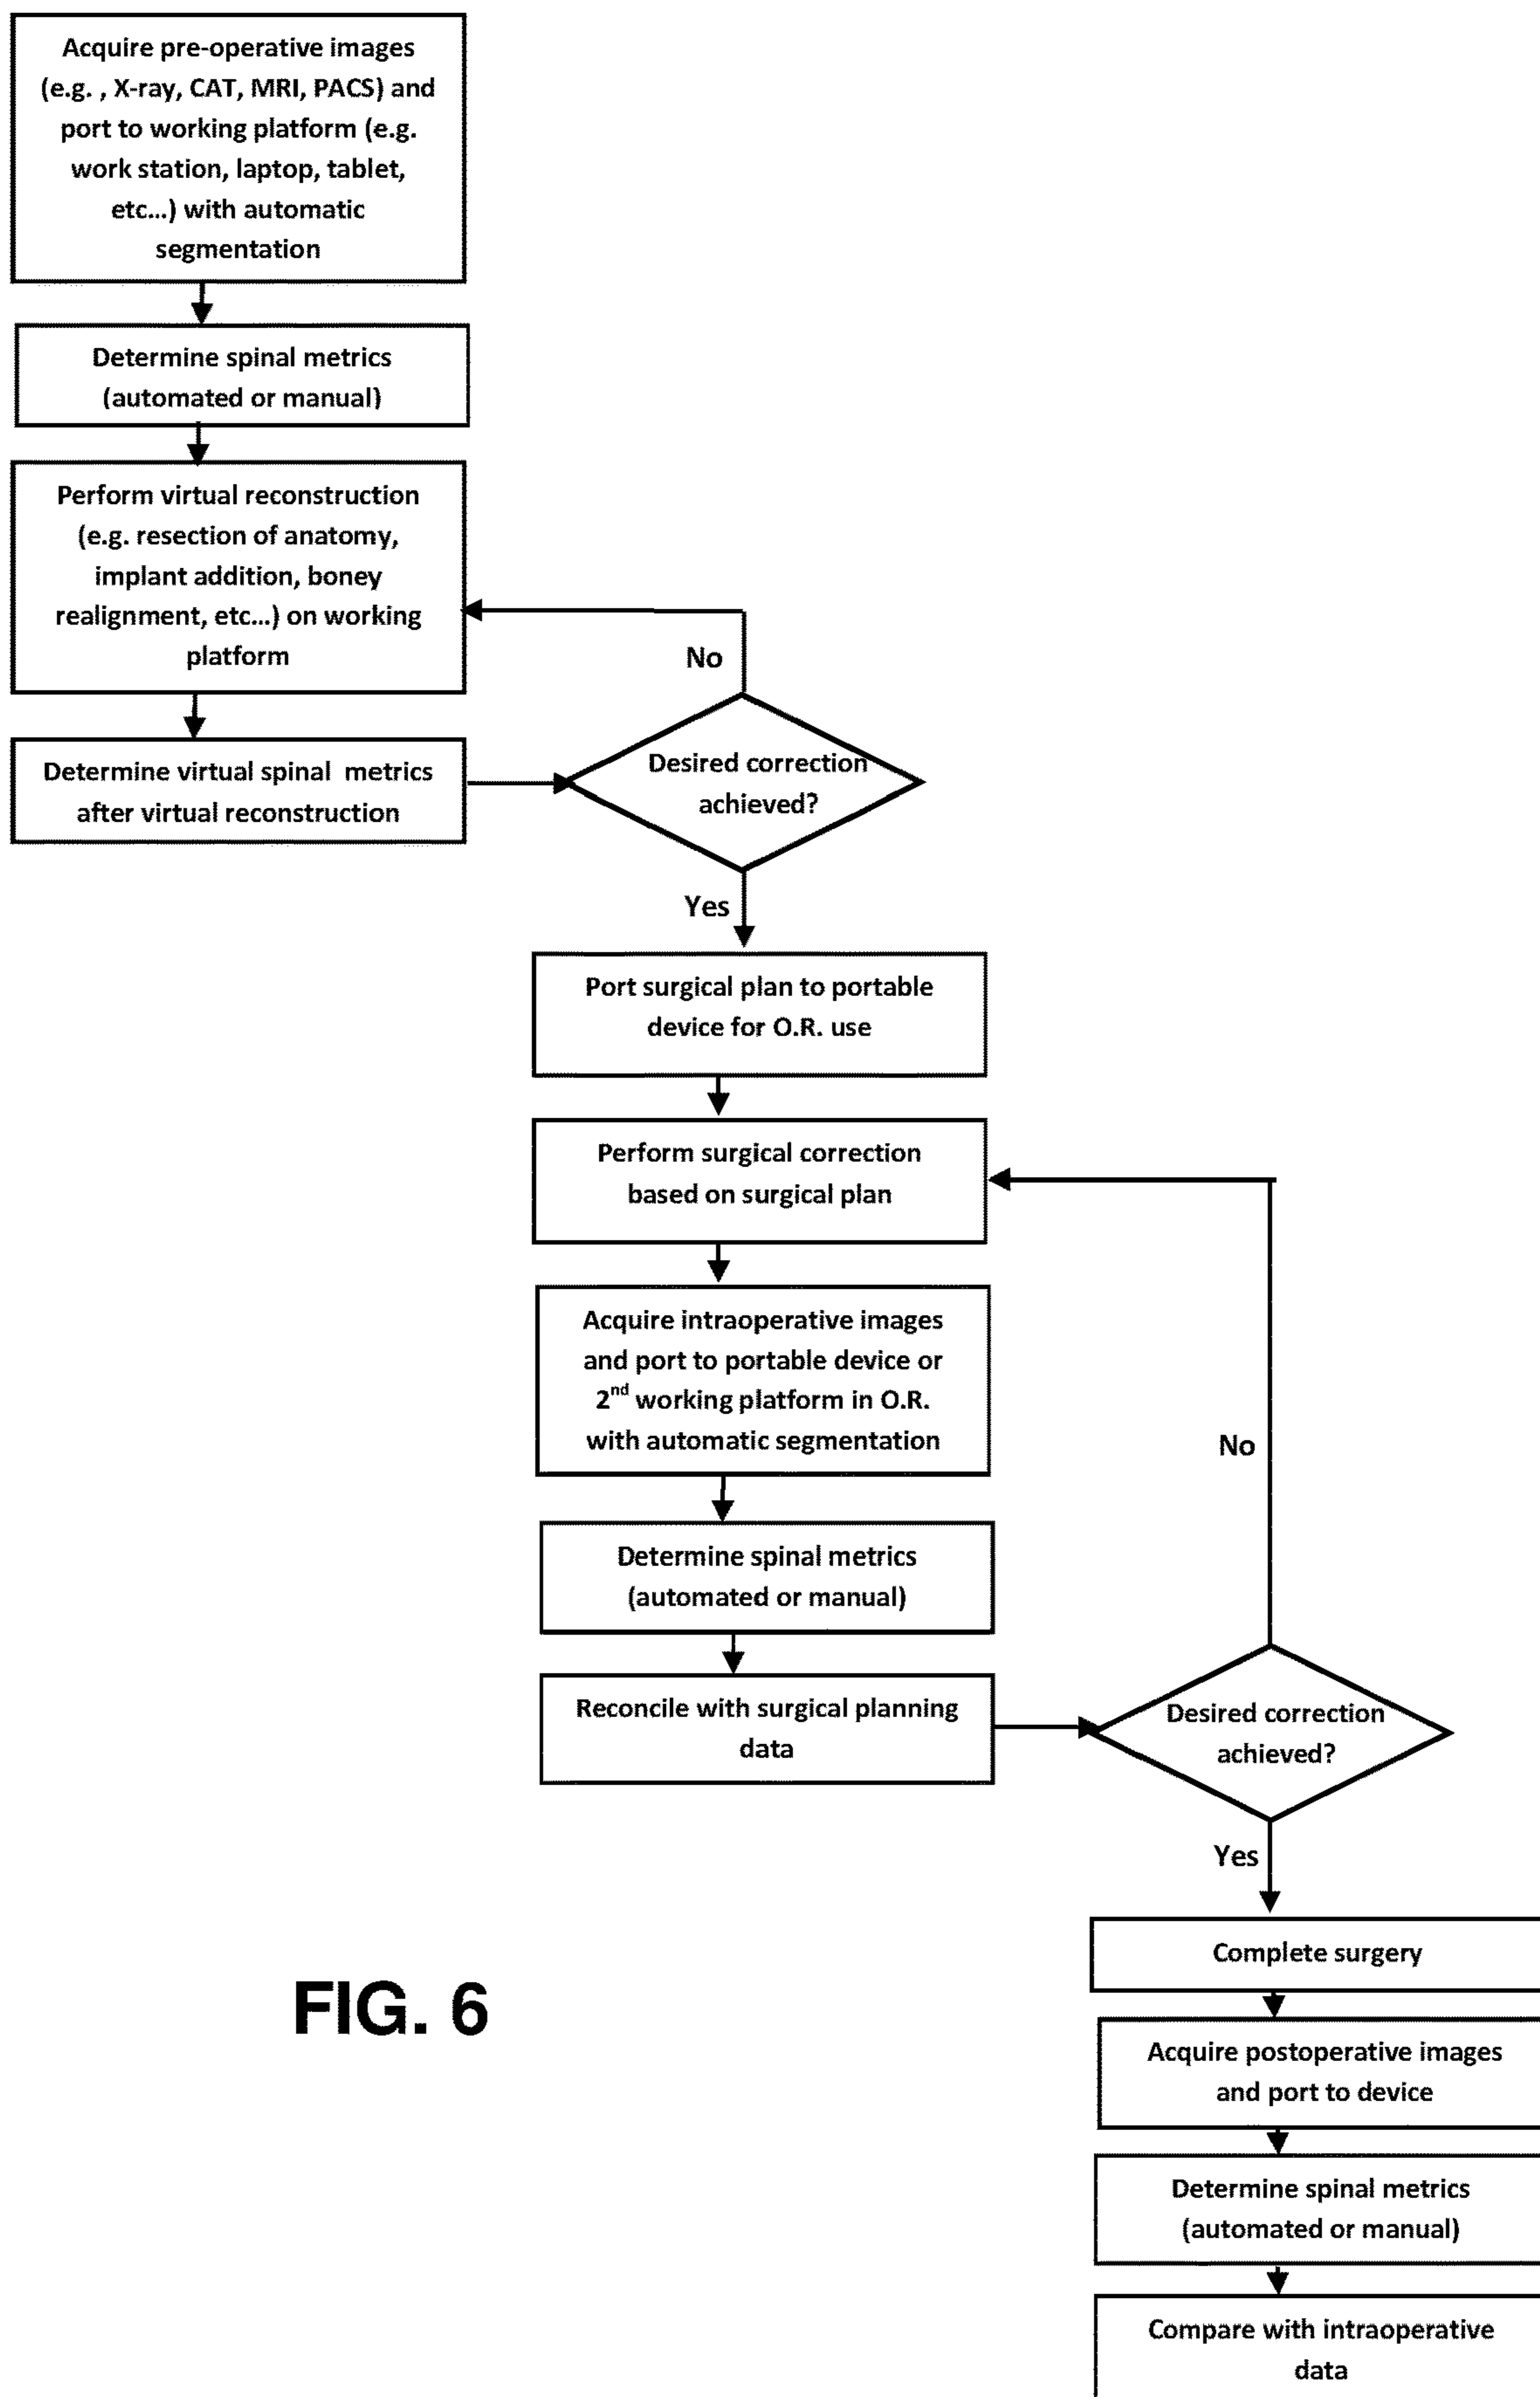 Acquire pre-operative images
(e.g. , X-ray, CAT, MRI, PACS) and
port to working platform (e.g.
work station, laptop, tablet,
etc...) with automatic
segmentation
Determine spinal metrics
(automated or manual)
Perform virtual reconstruction
(e.g. resection of anatomy,
implant addition, boney
realignment, etc...) on working
platform
No
Determine virtual spinal metrics
after virtual reconstruction
Desired correction
achieved?
Yes
Port surgical plan to portable
device for O.R. use
Perform surgical correction
based on surgical plan
Acquire intraoperative images
and port to portable device or
2nd working platform in O.R.
with automatic segmentation
No
Determine spinal metrics
(automated or manual)
Reconcile with surgical planning
data
Desired correction
achieved?
Yes
Complete surgery
Acquire postoperative images
and port to device
Determine spinal metrics
(automated or manual)
Compare with intraoperative
data
FIG. 6